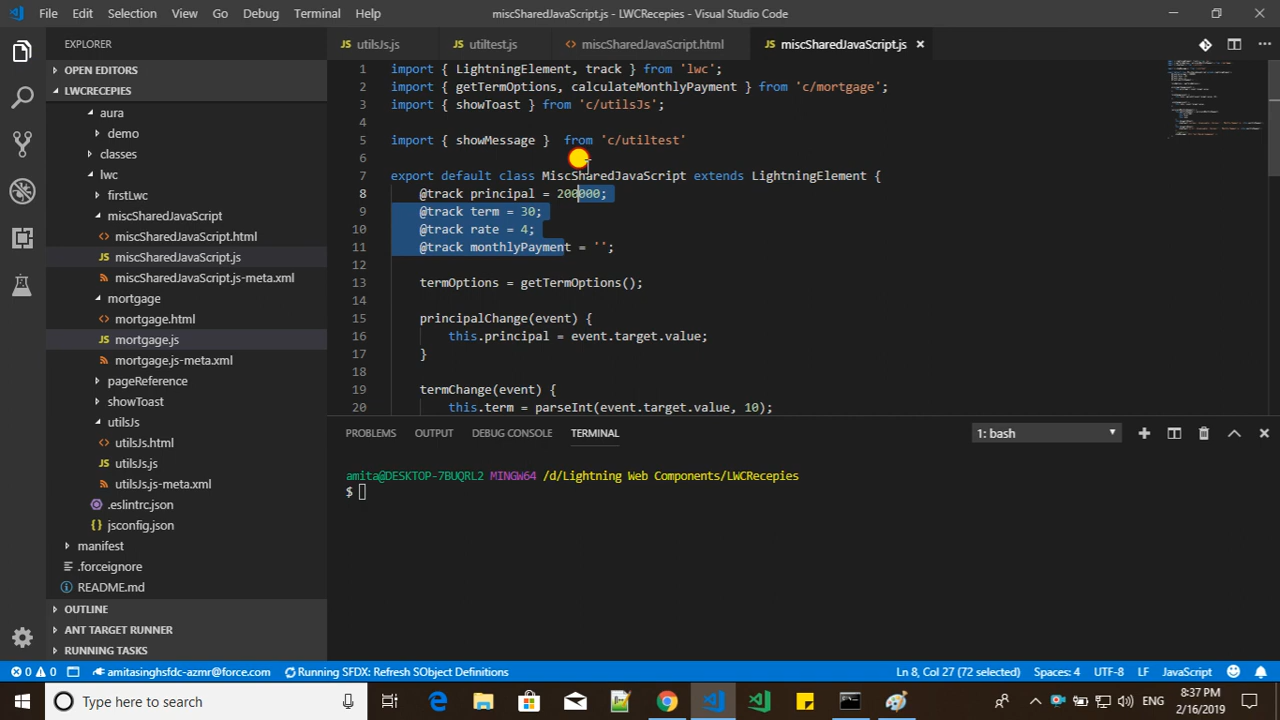 File Edit Selection View Go Debug Terminal Help miscSharedJavaScript.js - LWCRecepies - Visual Studio Code
EXPLORER
OPEN EDITORS
LWCRECEPIES
aura
demo
classes
lwc
firstLwc
miscSharedJavaScript
miscSharedJavaScript.html
miscSharedJavaScript.js
miscSharedJavaScript.js-meta.xml
mortgage
mortgage.html
mortgage.js
mortgage.js-meta.xml
pageReference
showToast
utilsJs
utilsJs.html
utilsJs.js
utilsJs.js-meta.xml
.eslintrc.json
jsconfig.json
manifest
.forceignore
README.md
OUTLINE
ANT TARGET RUNNER
RUNNING TASKS
JS utilsJs.js JS utiltest.js <> miscSharedJavaScript.html JS miscSharedJavaScript.js
1 import { LightningElement, track } from 'lwc';
2 import { getTermOptions, calculateMonthlyPayment } from 'c/mortgage';
3 import { showToast } from 'c/utilsJs';
4
5 import { showMessage } from 'c/utiltest'
6
7 export default class MiscSharedJavaScript extends LightningElement {
8 @track principal = 200000;
9 @track term = 30;
10 @track rate = 4;
11 @track monthlyPayment = '';
12
13 termOptions = getTermOptions();
14
15 principalChange(event) {
16 this.principal = event.target.value;
17 }
18
19 termChange(event) {
20 this.term = parseInt(event.target.value, 10);
PROBLEMS OUTPUT DEBUG CONSOLE TERMINAL 1: bash
amita@DESKTOP-7BUQRL2 MINGW64 /d/Lightning Web Components/LWCRecepies
$
0 0 amitasinghsfdc-azmr@force.com Running SFDX: Refresh SObject Definitions Ln 8, Col 27 (72 selected) Spaces: 4 UTF-8 LF JavaScript
Type here to search
ENG
8:37 PM
2/16/2019